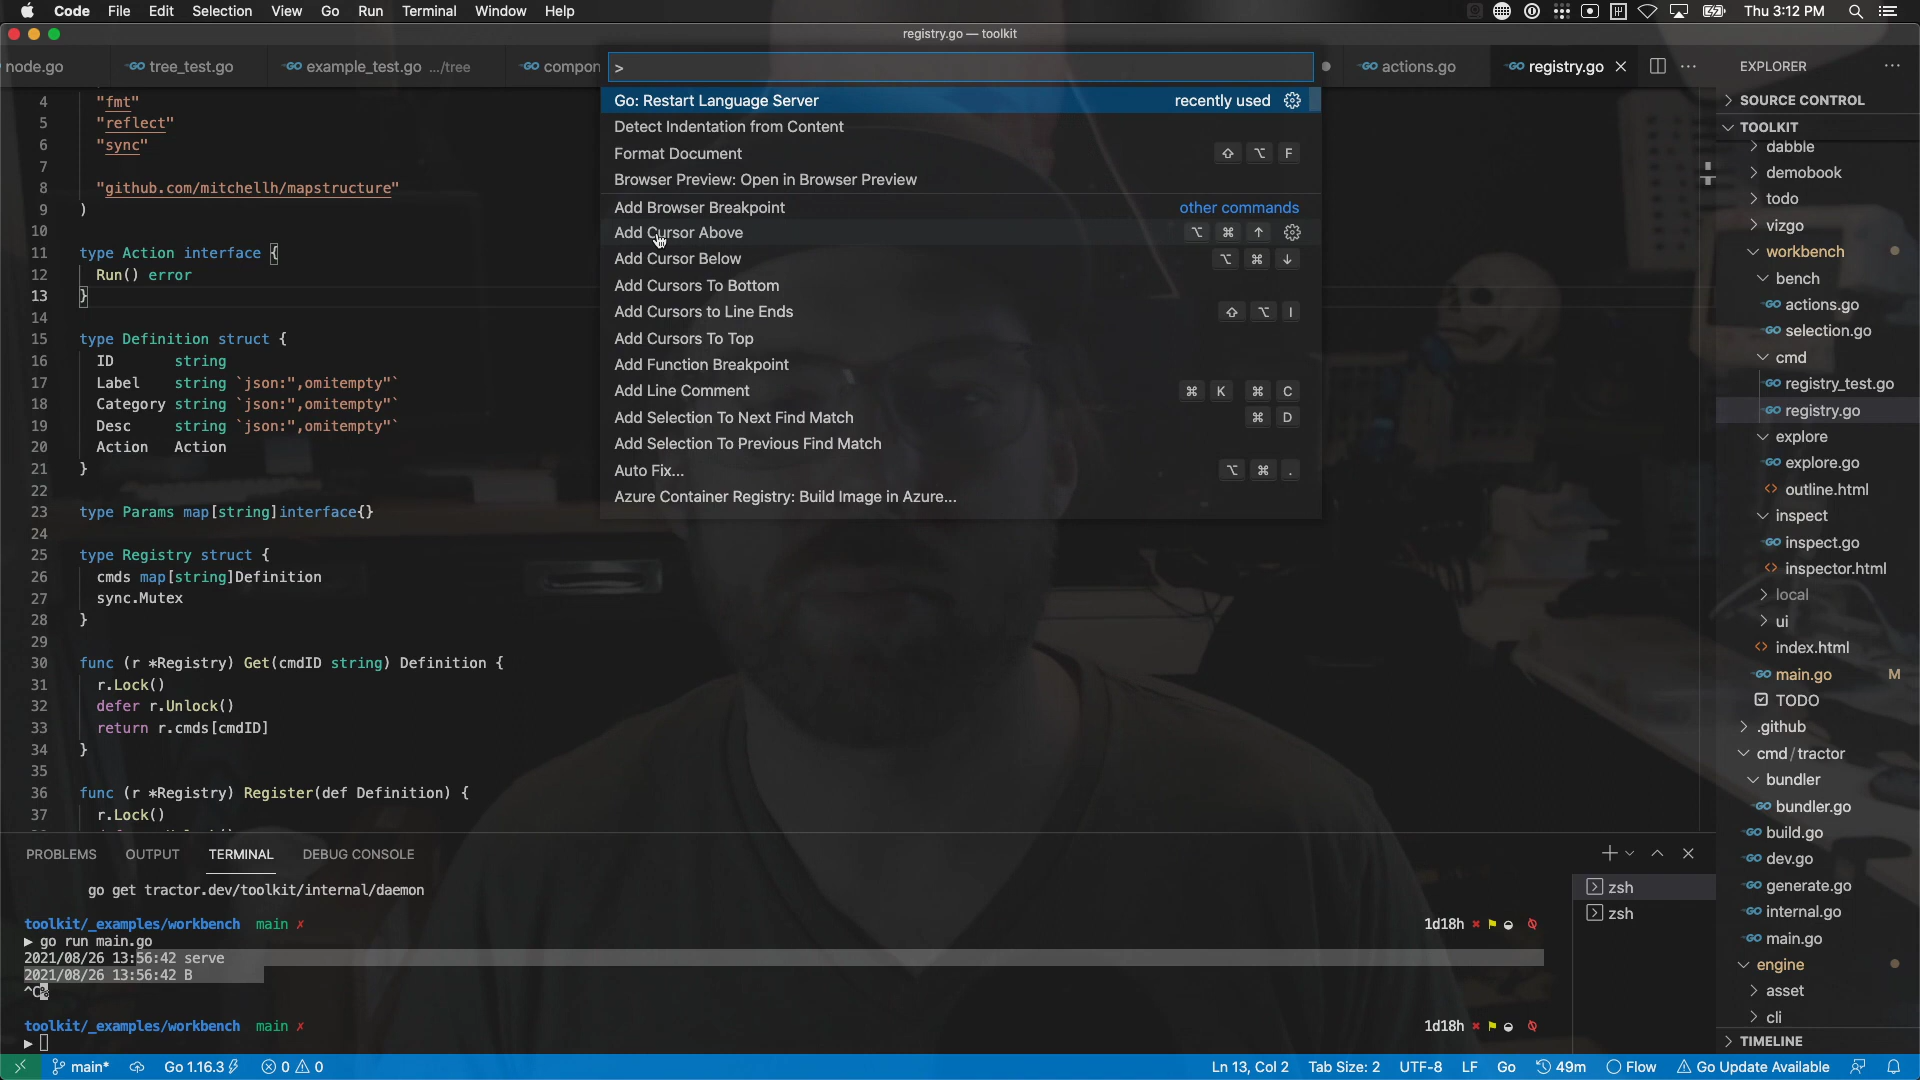 Code File Edit Selection View Go Run Terminal Window Help
Thu 3:12 PM
registry.go — toolkit
node.go
tree_test.go
example_test.go .../tree
compon
>
actions.go
registry.go
EXPLORER
Go: Restart Language Server recently used
Detect Indentation from Content
Format Document ⇧ ⌥ F
Browser Preview: Open in Browser Preview
Add Browser Breakpoint other commands
Add Cursor Above ⌥ ⌘ ↑
Add Cursor Below ⌥ ⌘ ↓
Add Cursors To Bottom
Add Cursors to Line Ends ⇧ ⌥ I
Add Cursors To Top
Add Function Breakpoint
Add Line Comment ⌘ K ⌘ C
Add Selection To Next Find Match ⌘ D
Add Selection To Previous Find Match
Auto Fix... ⌥ ⌘ .
Azure Container Registry: Build Image in Azure...
4 "fmt"
5 "reflect"
6 "sync"
7
8 "github.com/mitchellh/mapstructure"
9 )
10
11 type Action interface {
12 Run() error
13 }
14
15 type Definition struct {
16 ID string
17 Label string `json:",omitempty"`
18 Category string `json:",omitempty"`
19 Desc string `json:",omitempty"`
20 Action Action
21 }
22
23 type Params map[string]interface{}
24
25 type Registry struct {
26 cmds map[string]Definition
27 sync.Mutex
28 }
29
30 func (r *Registry) Get(cmdID string) Definition {
31 r.Lock()
32 defer r.Unlock()
33 return r.cmds[cmdID]
34 }
35
36 func (r *Registry) Register(def Definition) {
37 r.Lock()
SOURCE CONTROL
TOOLKIT
dabble
demobook
todo
vizgo
workbench
bench
actions.go
selection.go
cmd
registry_test.go
registry.go
explore
explore.go
outline.html
inspect
inspect.go
inspector.html
local
ui
index.html
main.go M
TODO
.github
cmd/tractor
bundler
bundler.go
build.go
dev.go
generate.go
internal.go
main.go
engine
asset
cli
TIMELINE
PROBLEMS OUTPUT TERMINAL DEBUG CONSOLE
go get tractor.dev/toolkit/internal/daemon
toolkit/_examples/workbench main ✗ 1d18h
▶ go run main.go
2021/08/26 13:56:42 serve
2021/08/26 13:56:42 B
^C
toolkit/_examples/workbench main ✗ 1d18h
▶
zsh
zsh
main* Go 1.16.3 0 0 Ln 13, Col 2 Tab Size: 2 UTF-8 LF Go 49m Flow Go Update Available